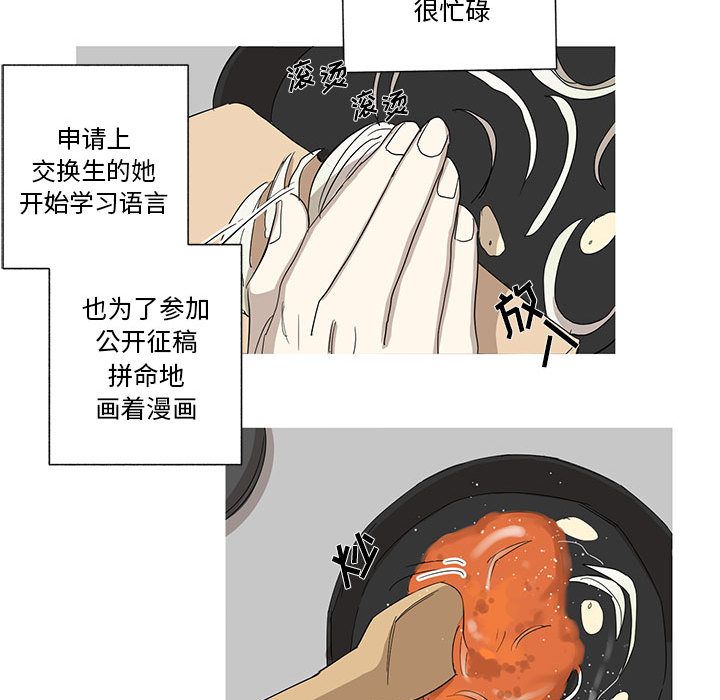 很忙碌
滚烫
滚烫
申请上
交换生的她
开始学习语言
放入
也为了参加
公开征稿
拼命地
画着漫画
炒